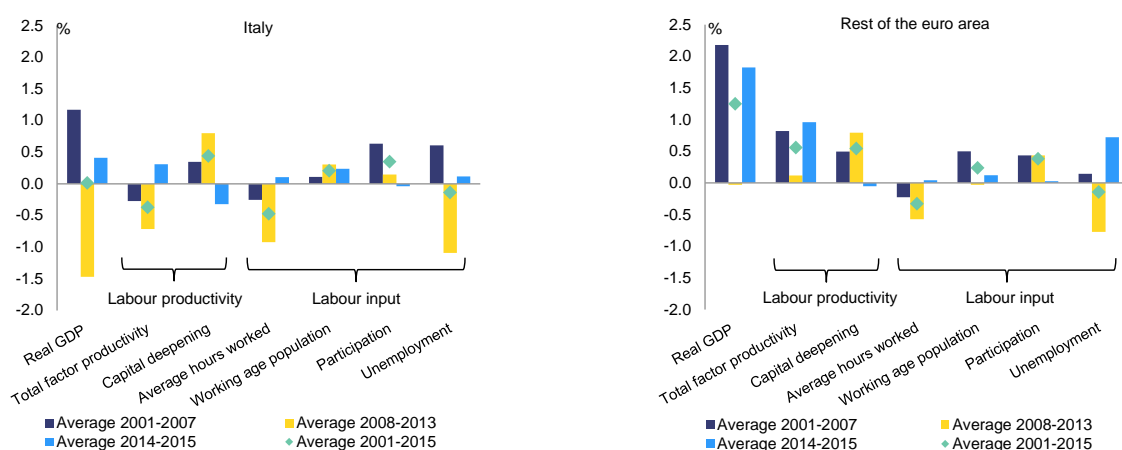 Italy
%
2.5
2.0
1.5
1.0
0.5
0.0
-0.5
-1.0
-1.5
-2.0
Labour productivity
Labour input
Real GDP
Total factor productivity
Capital deepening
Average hours worked
Working age population
Participation
Unemployment
Average 2001-2007
Average 2008-2013
Average 2014-2015
Average 2001-2015
Rest of the euro area
%
2.5
2.0
1.5
1.0
0.5
0.0
-0.5
-1.0
-1.5
-2.0
Labour productivity
Labour input
Real GDP
Total factor productivity
Capital deepening
Average hours worked
Working age population
Participation
Unemployment
Average 2001-2007
Average 2008-2013
Average 2014-2015
Average 2001-2015